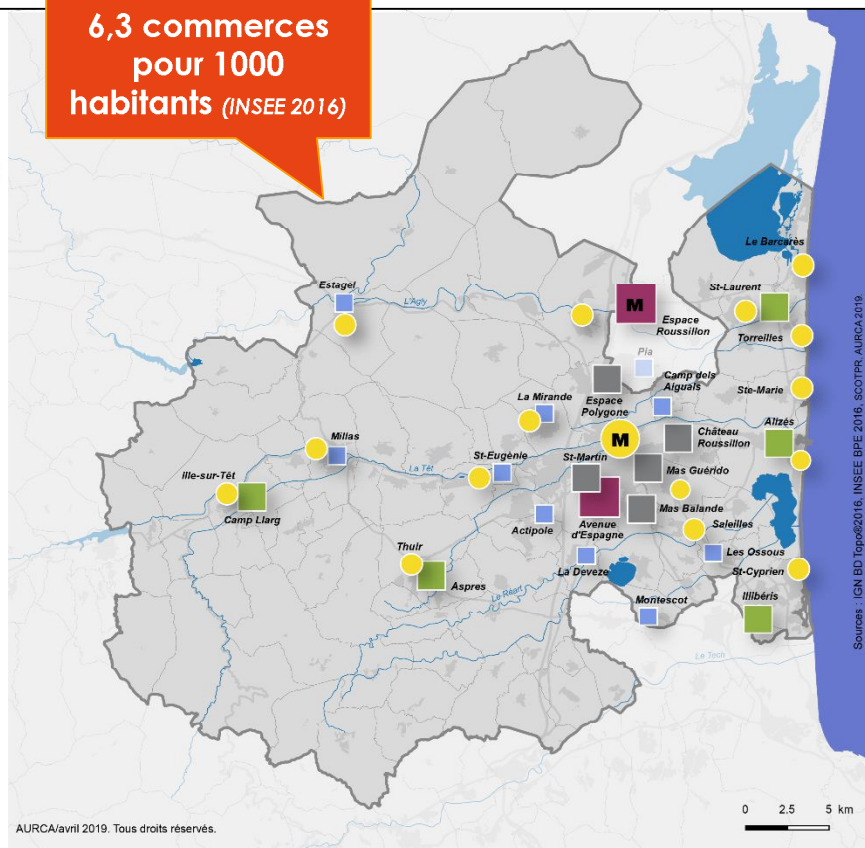 6,3 commerces
pour 1000
habitants (INSEE 2016)
Le Barcarès
Estagel
L'Agly
M
Espace
Roussillon
St-Laurent
Torreilles
Pia
Camp dels
Aiguals
Espace
Polygone
La Mirande
Ste-Marie
Millas
St-Eugènie
St-Martin
M
Château
Roussillon
Alizés
La Têt
Mas Guérido
Ille-sur-Têt
Camp Llarg
Actipole
Avenue
d'Espagne
Mas Balande
Saleilles
Thuir
Aspres
La Deveze
Les Ossous
St-Cyprien
Le Réart
Montescot
Illibéris
Le Tech
Sources : IGN BD Topo®2016, INSEE BPE 2016, SCOTPR, AURCA 2019.
0 2.5 5 km
AURCA/avril 2019. Tous droits réservés.